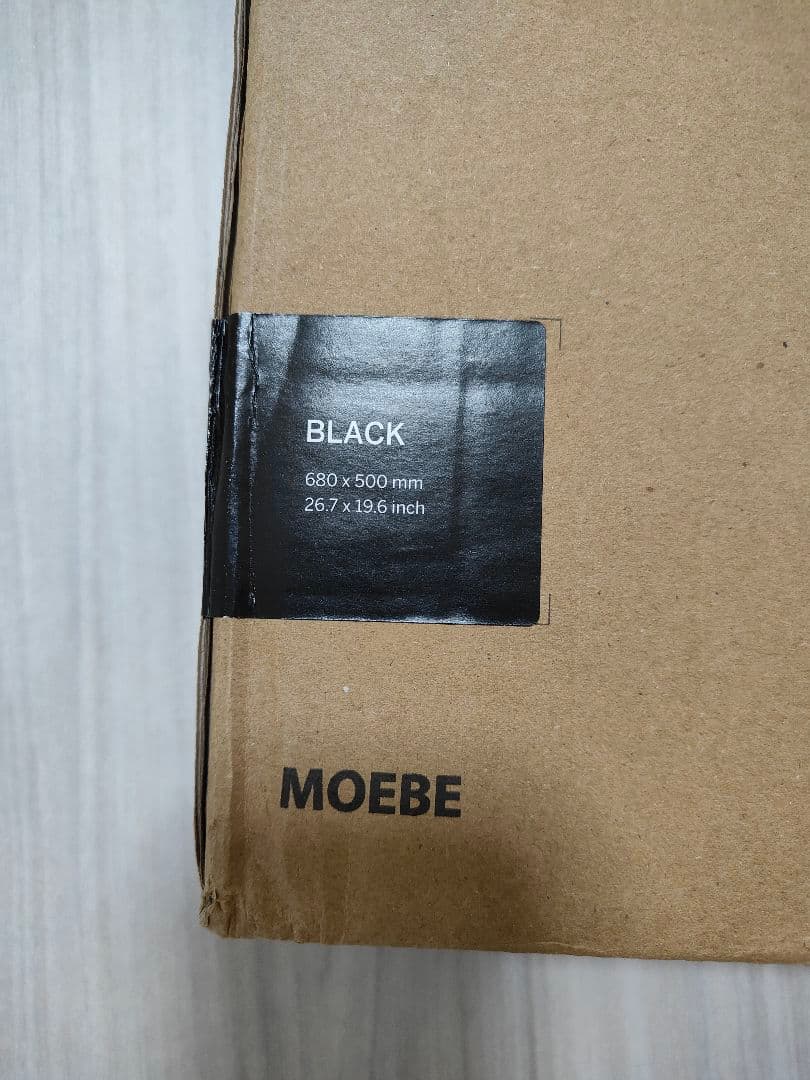 BLACK
680 x 500 mm
26.7 x 19.6 inch
MOEBE